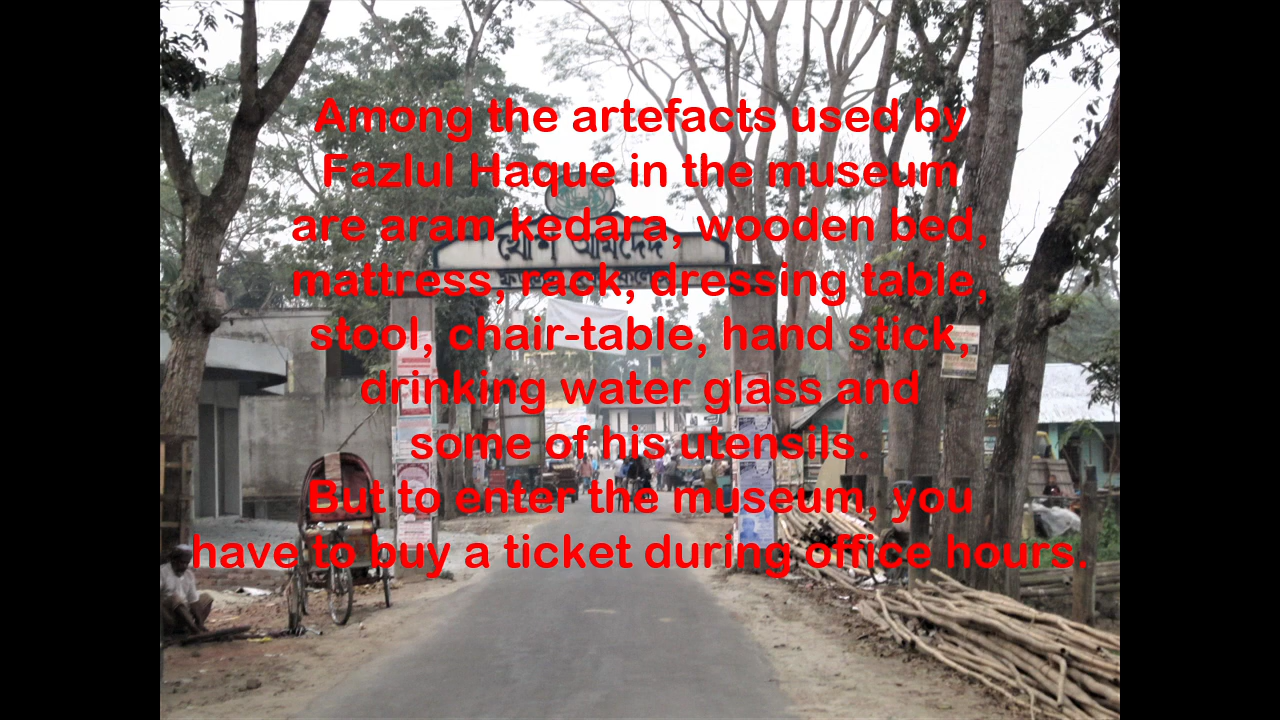 Among the artefacts used by
Fazlul Haque in the museum
are aram kedara, wooden bed,
mattress, rack, dressing table,
stool, chair-table, hand stick,
drinking water glass and
some of his utensils.
But to enter the museum, you
have to buy a ticket during office hours.
খোশ আমদেদ